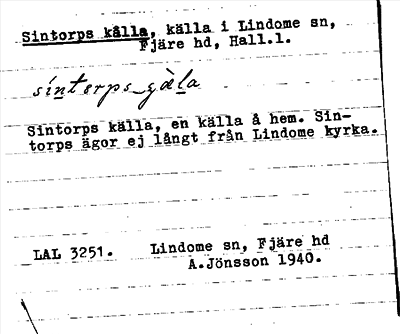 Sintorps källa, källa i Lindome sn,
Fjäre hd, Hall.l.
sintorps gäla
Sintorps källa, en källa å hem. Sin-
torps ägor ej långt från Lindome kyrka.
LAL 3251. Lindome sn, Fjäre hd
A.Jönsson 1940.